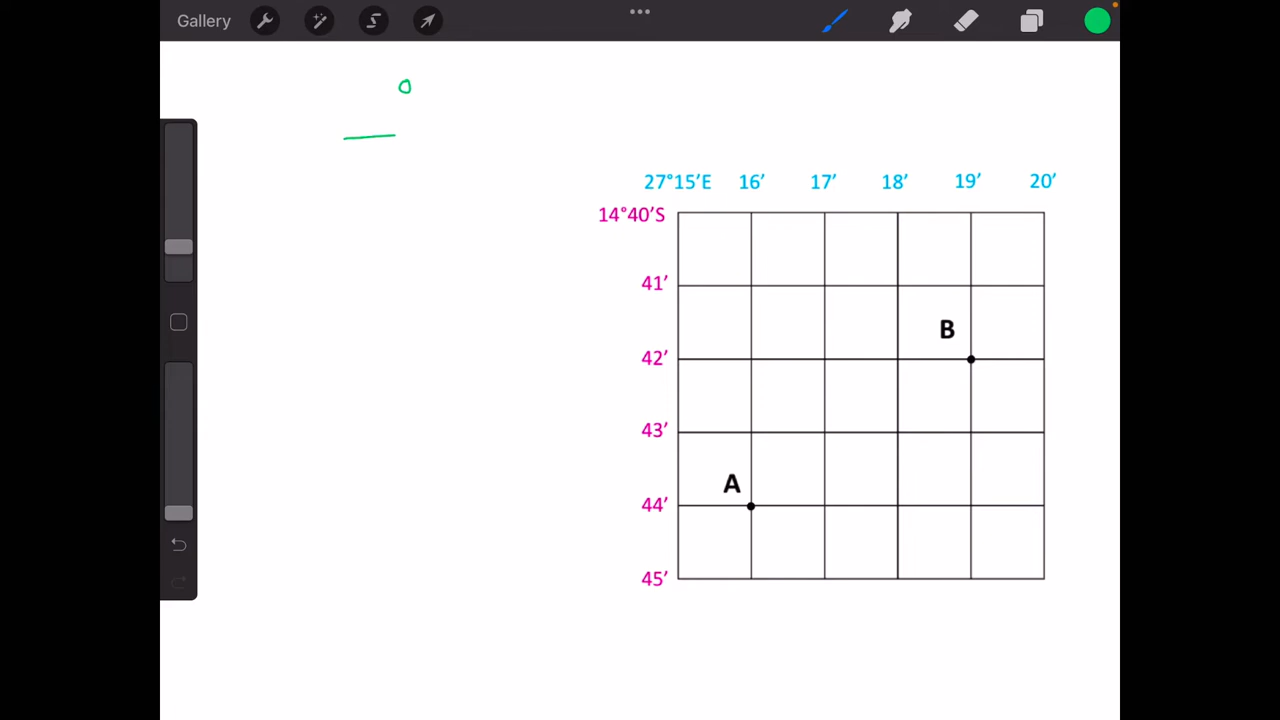 Gallery
27°15′E 16′ 17′ 18′ 19′ 20′
14°40′S
41′
B
42′
43′
A
44′
45′